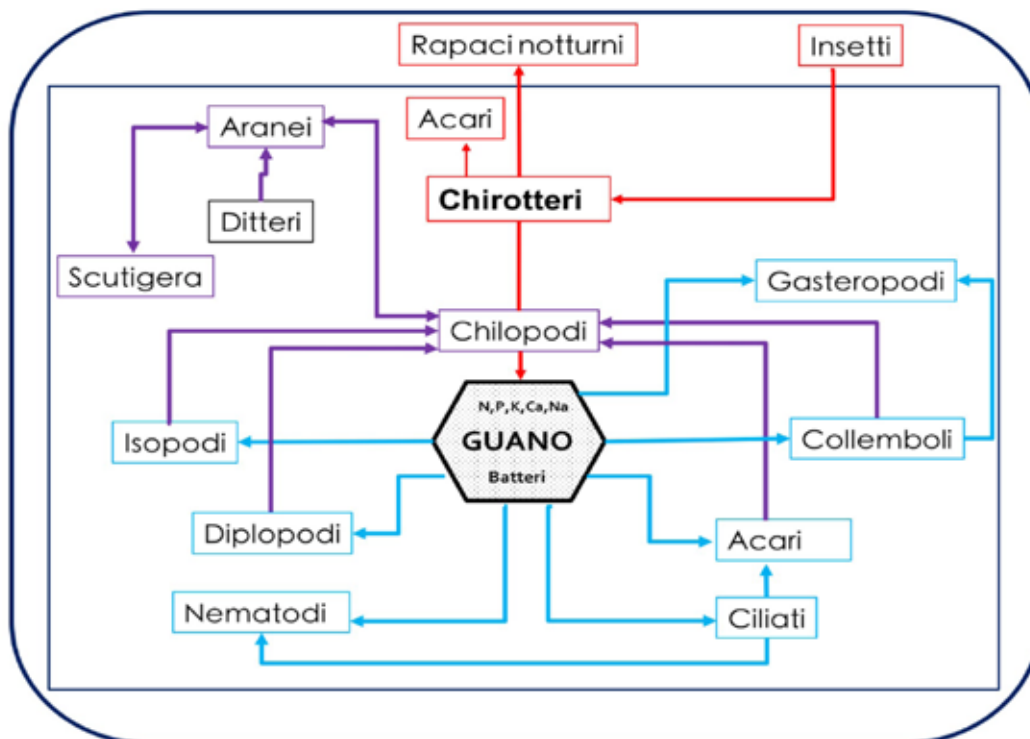 Rapaci notturni
Insetti
Acari
Aranei
Chirotteri
Ditteri
Scutigera
Gasteropodi
Chilopodi
N,P,K,Ca,Na
GUANO
Batteri
Isopodi
Collemboli
Diplopodi
Acari
Nematodi
Ciliati